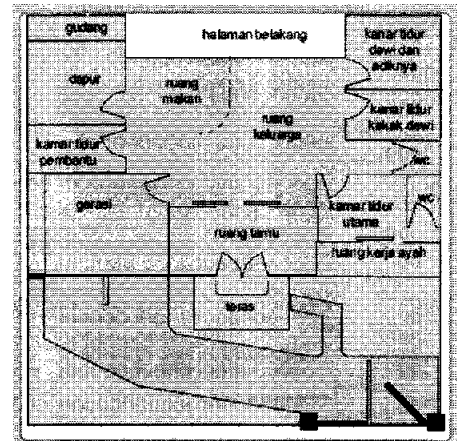 gudang
halaman belakang
kamar tidur
dewi dan
adiknya
dapur
ruang
makan
ruang
keluarga
kamar tidur
kakak dewi
kamar tidur
pembantu
wc
garasi
kamar tidur
utama
wc
ruang tamu
ruang kerja ayah
teras